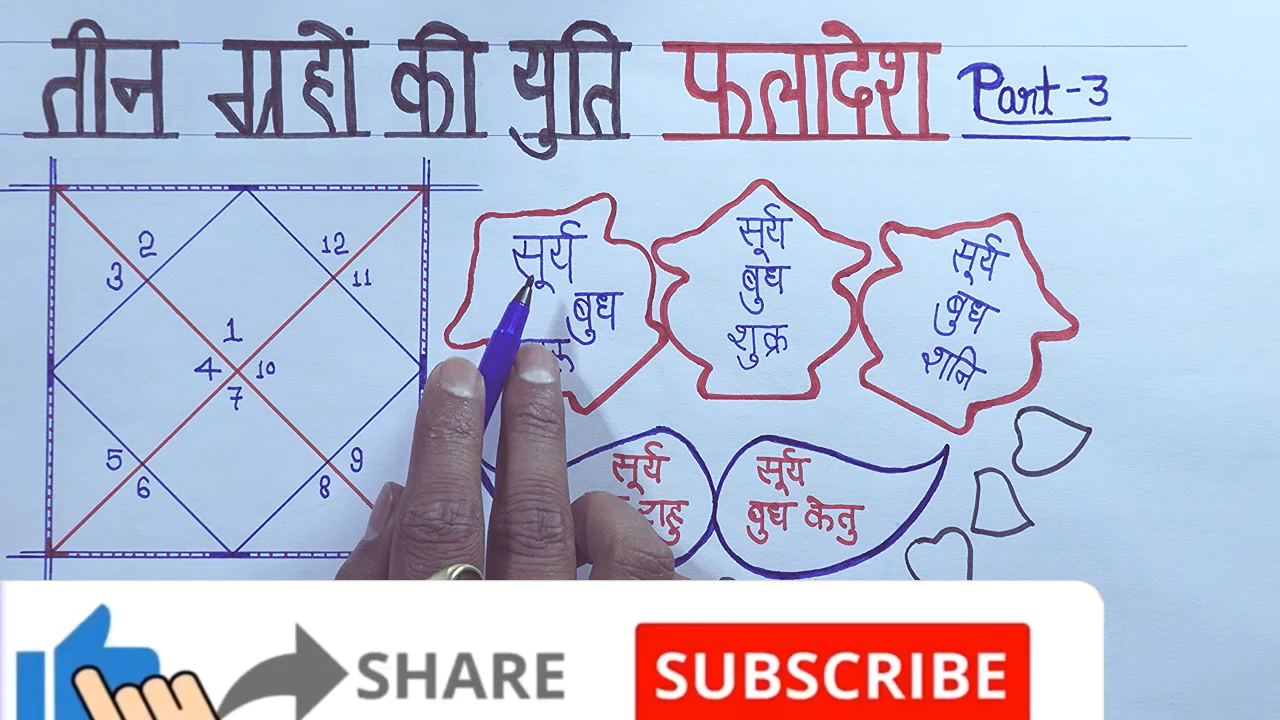 तीन ग्रहों की युति फलादेश Part-3
2
12
3
11
1
4
10
7
5
9
6
8
सूर्य
बुध
सूर्य
बुध
शुक्र
सूर्य
बुध
शनि
सूर्य
राहु
सूर्य
बुध केतु
SHARE
SUBSCRIBE